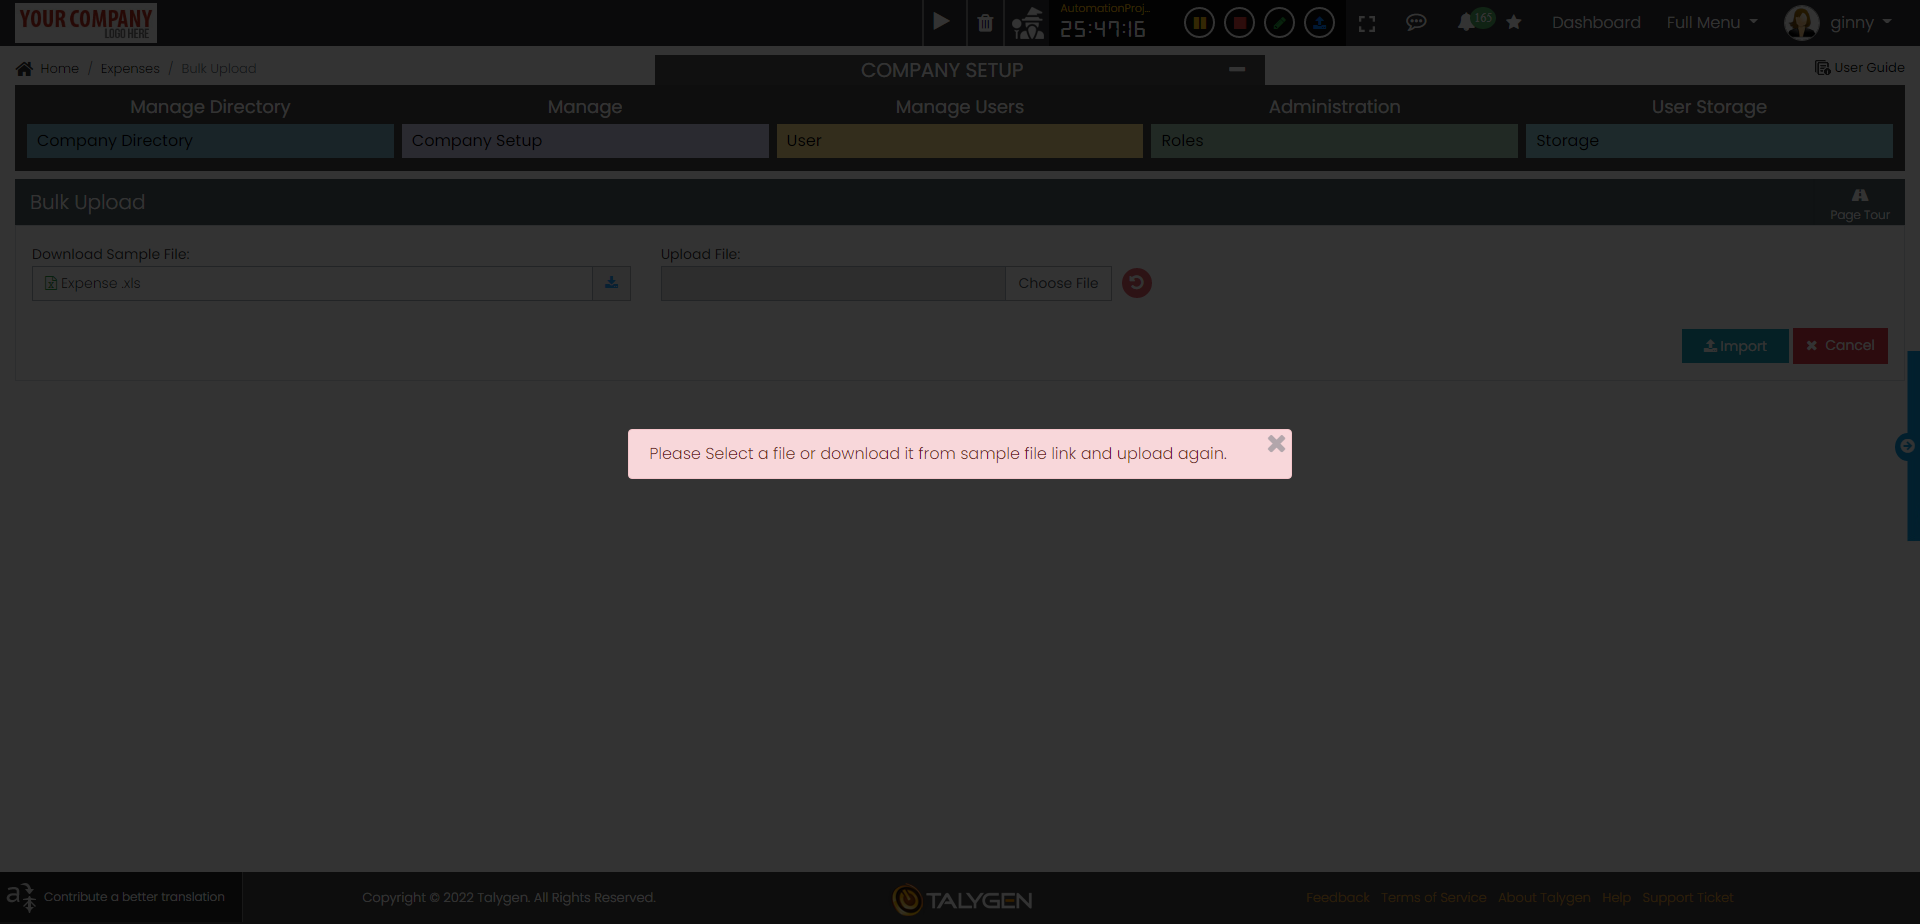 YOUR COMPANY
LOGO HERE
AutomationProj...
25:47:16
165
Dashboard
Full Menu
ginny
Home / Expenses / Bulk Upload
COMPANY SETUP
User Guide
Manage Directory
Manage
Manage Users
Administration
User Storage
Company Directory
Company Setup
User
Roles
Storage
Bulk Upload
Page Tour
Download Sample File:
Upload File:
Expense .xls
Choose File
Import
Cancel
Please Select a file or download it from sample file link and upload again.
Contribute a better translation
Copyright © 2022 Talygen. All Rights Reserved.
TALYGEN
Feedback Terms of Service About Talygen Help Support Ticket